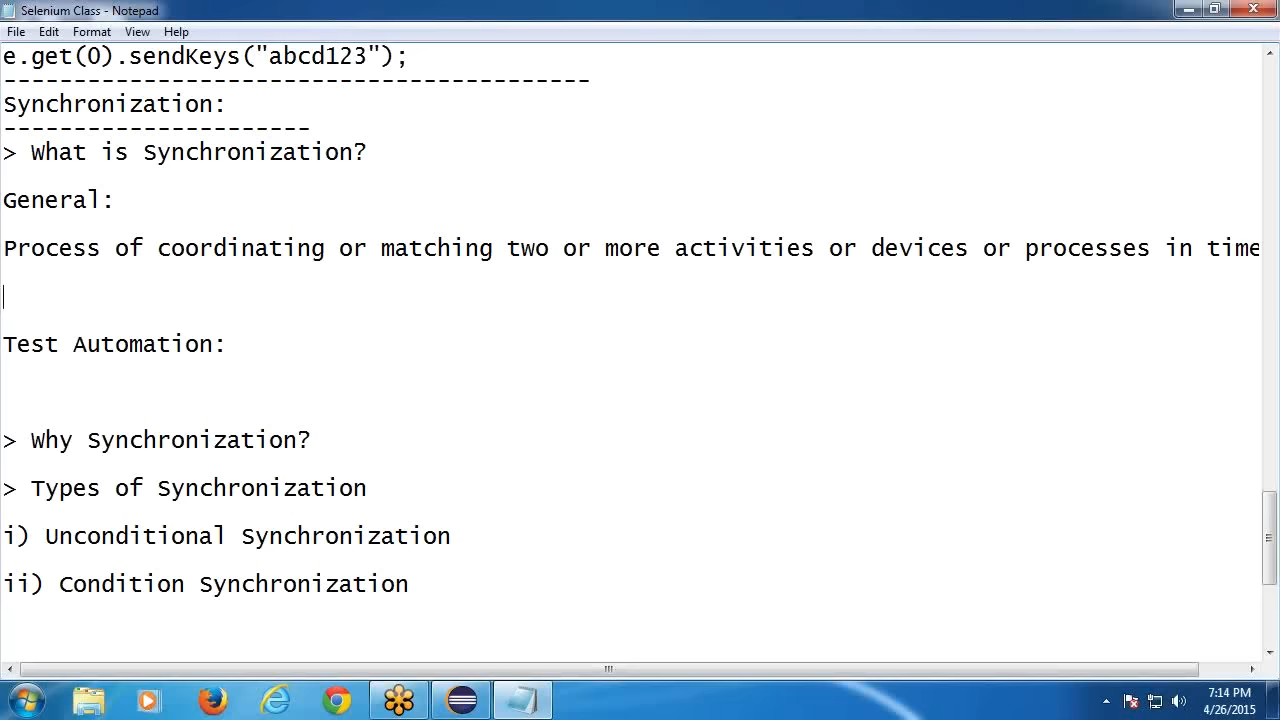 Selenium Class - Notepad
File Edit Format View Help
e.get(0).sendKeys("abcd123");
------------------------------------------
Synchronization:
----------------------
> What is Synchronization?
General:
Process of coordinating or matching two or more activities or devices or processes in time
Test Automation:
> Why Synchronization?
> Types of Synchronization
i) Unconditional Synchronization
ii) Condition Synchronization
7:14 PM
4/26/2015